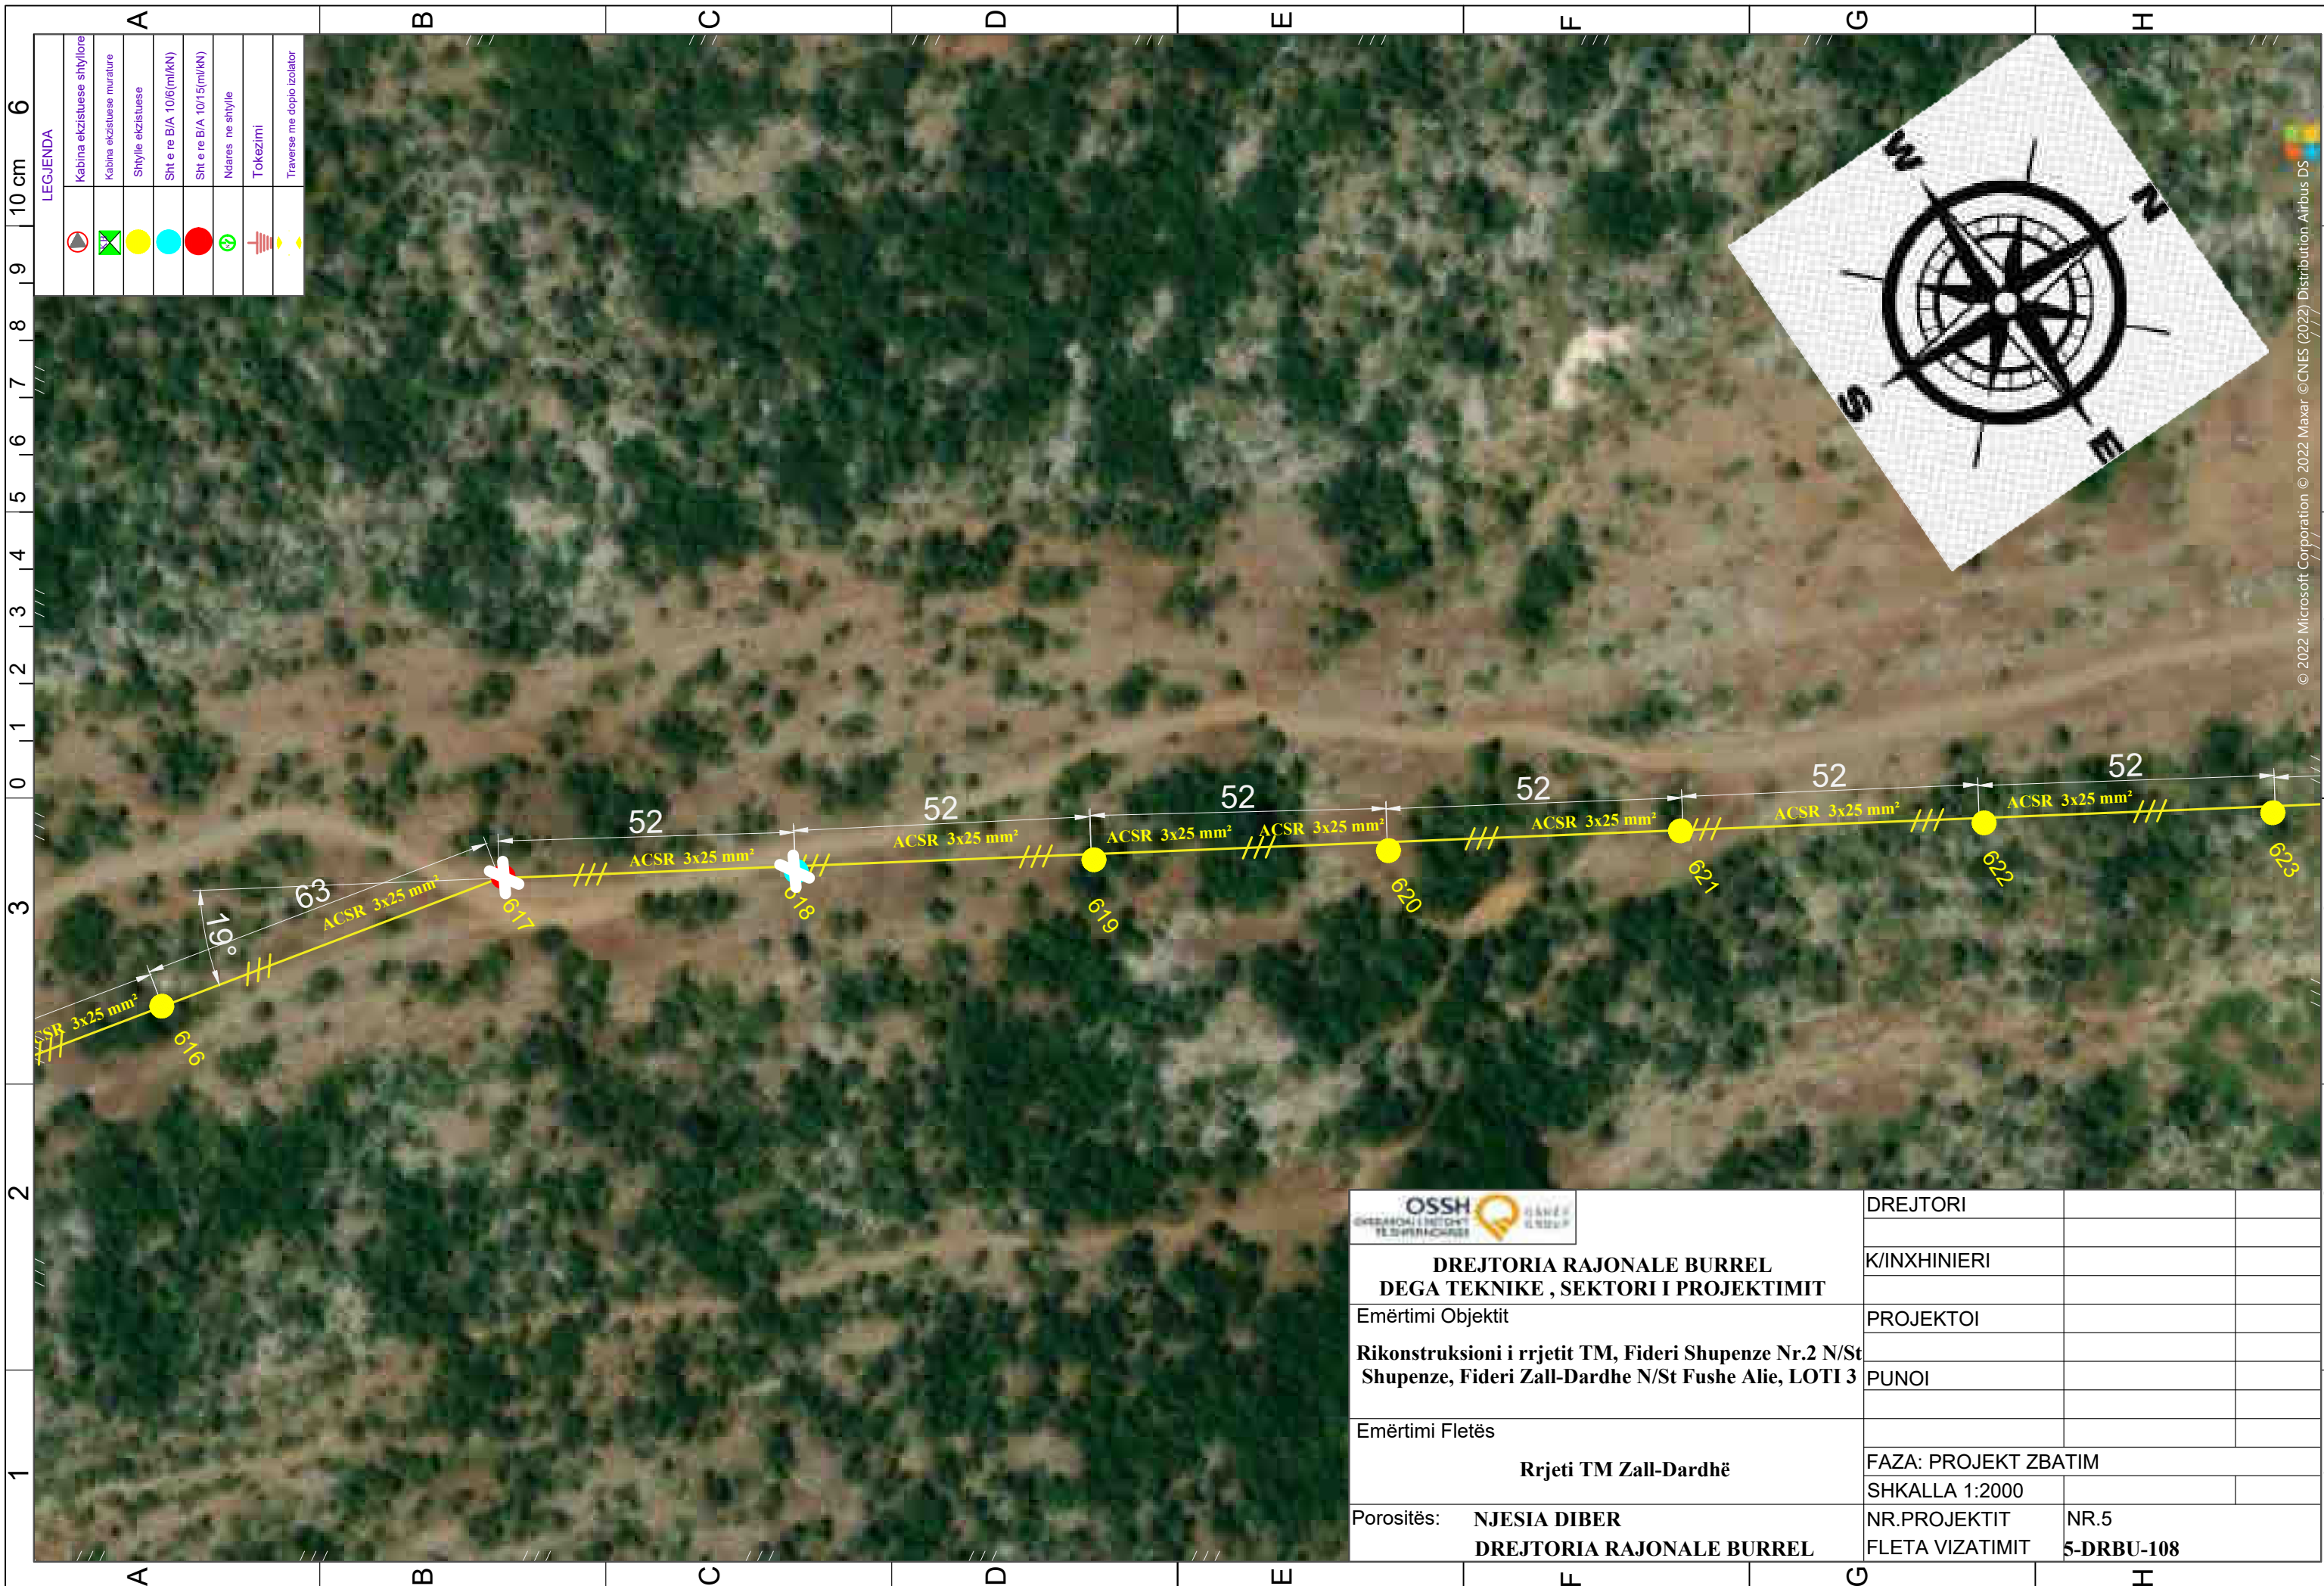 A B C D E F G H
6
10 cm
9
8
7
6
5
4
3
2
1
0
3
2
1
LEGJENDA
Kabina ekzistuese shtyllore
Kabina ekzistuese murature
Shtylle ekzistuese
Sht e re B/A 10/6(ml/kN)
Sht e re B/A 10/15(ml/kN)
Ndares ne shtylle
Tokezimi
Traverse me dopio izolator
W
N
S
E
© 2022 Microsoft Corporation © 2022 Maxar ©CNES (2022) Distribution Airbus DS
CSR 3x25 mm²
616
19°
63
ACSR 3x25 mm²
617
52
ACSR 3x25 mm²
618
52
ACSR 3x25 mm²
619
52
ACSR 3x25 mm²
ACSR 3x25 mm²
620
52
ACSR 3x25 mm²
621
52
ACSR 3x25 mm²
622
52
ACSR 3x25 mm²
623
OSSH
DREJTORIA RAJONALE BURREL
DEGA TEKNIKE , SEKTORI I PROJEKTIMIT
Emërtimi Objektit
Rikonstruksioni i rrjetit TM, Fideri Shupenze Nr.2 N/St
Shupenze, Fideri Zall-Dardhe N/St Fushe Alie, LOTI 3
Emërtimi Fletës
Rrjeti TM Zall-Dardhë
Porositës: NJESIA DIBER
DREJTORIA RAJONALE BURREL
DREJTORI
K/INXHINIERI
PROJEKTOI
PUNOI
FAZA: PROJEKT ZBATIM
SHKALLA 1:2000
NR.PROJEKTIT NR.5
FLETA VIZATIMIT 5-DRBU-108
A B C D E F G H